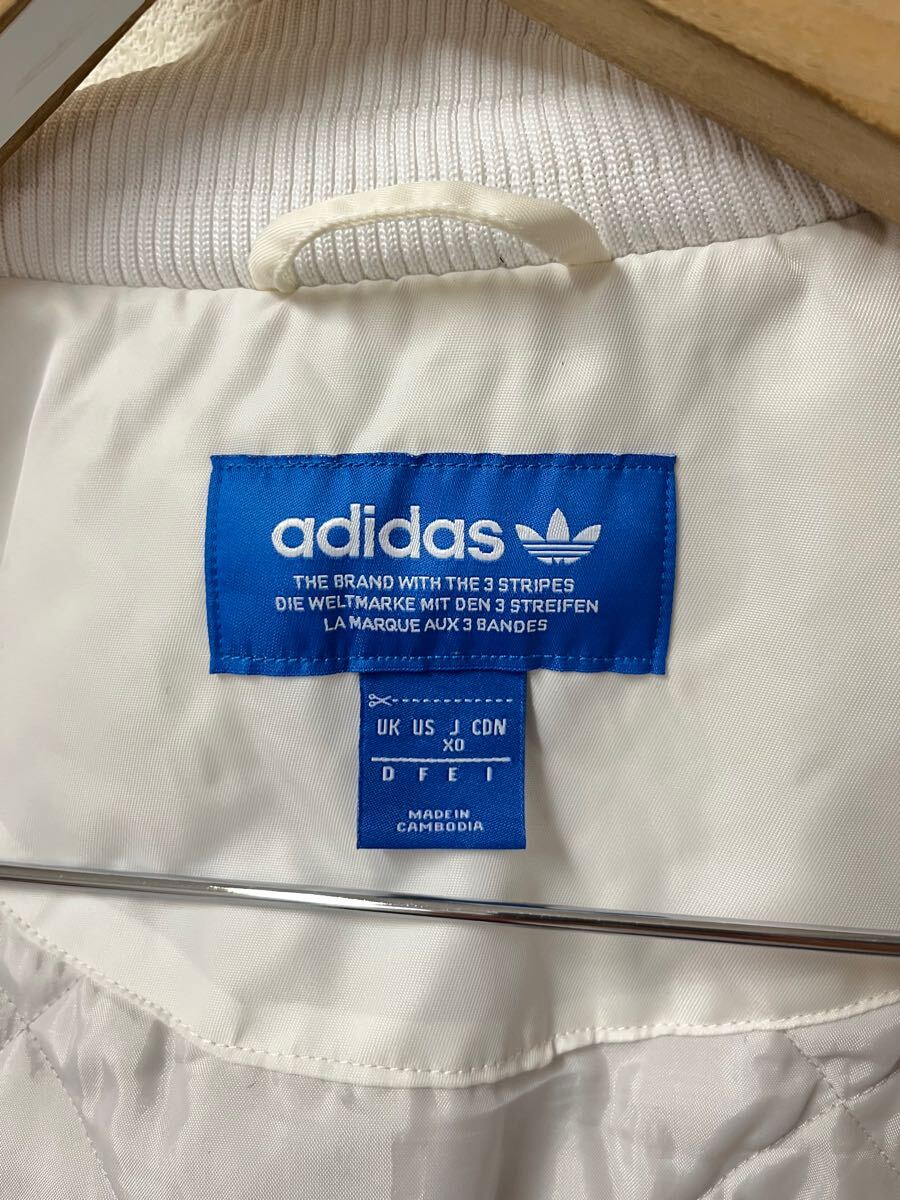 adidas
THE BRAND WITH THE 3 STRIPES
DIE WELTMARKE MIT DEN 3 STREIFEN
LA MARQUE AUX 3 BANDES
UK US J CDN
XO
D F E I
MADE IN
CAMBODIA